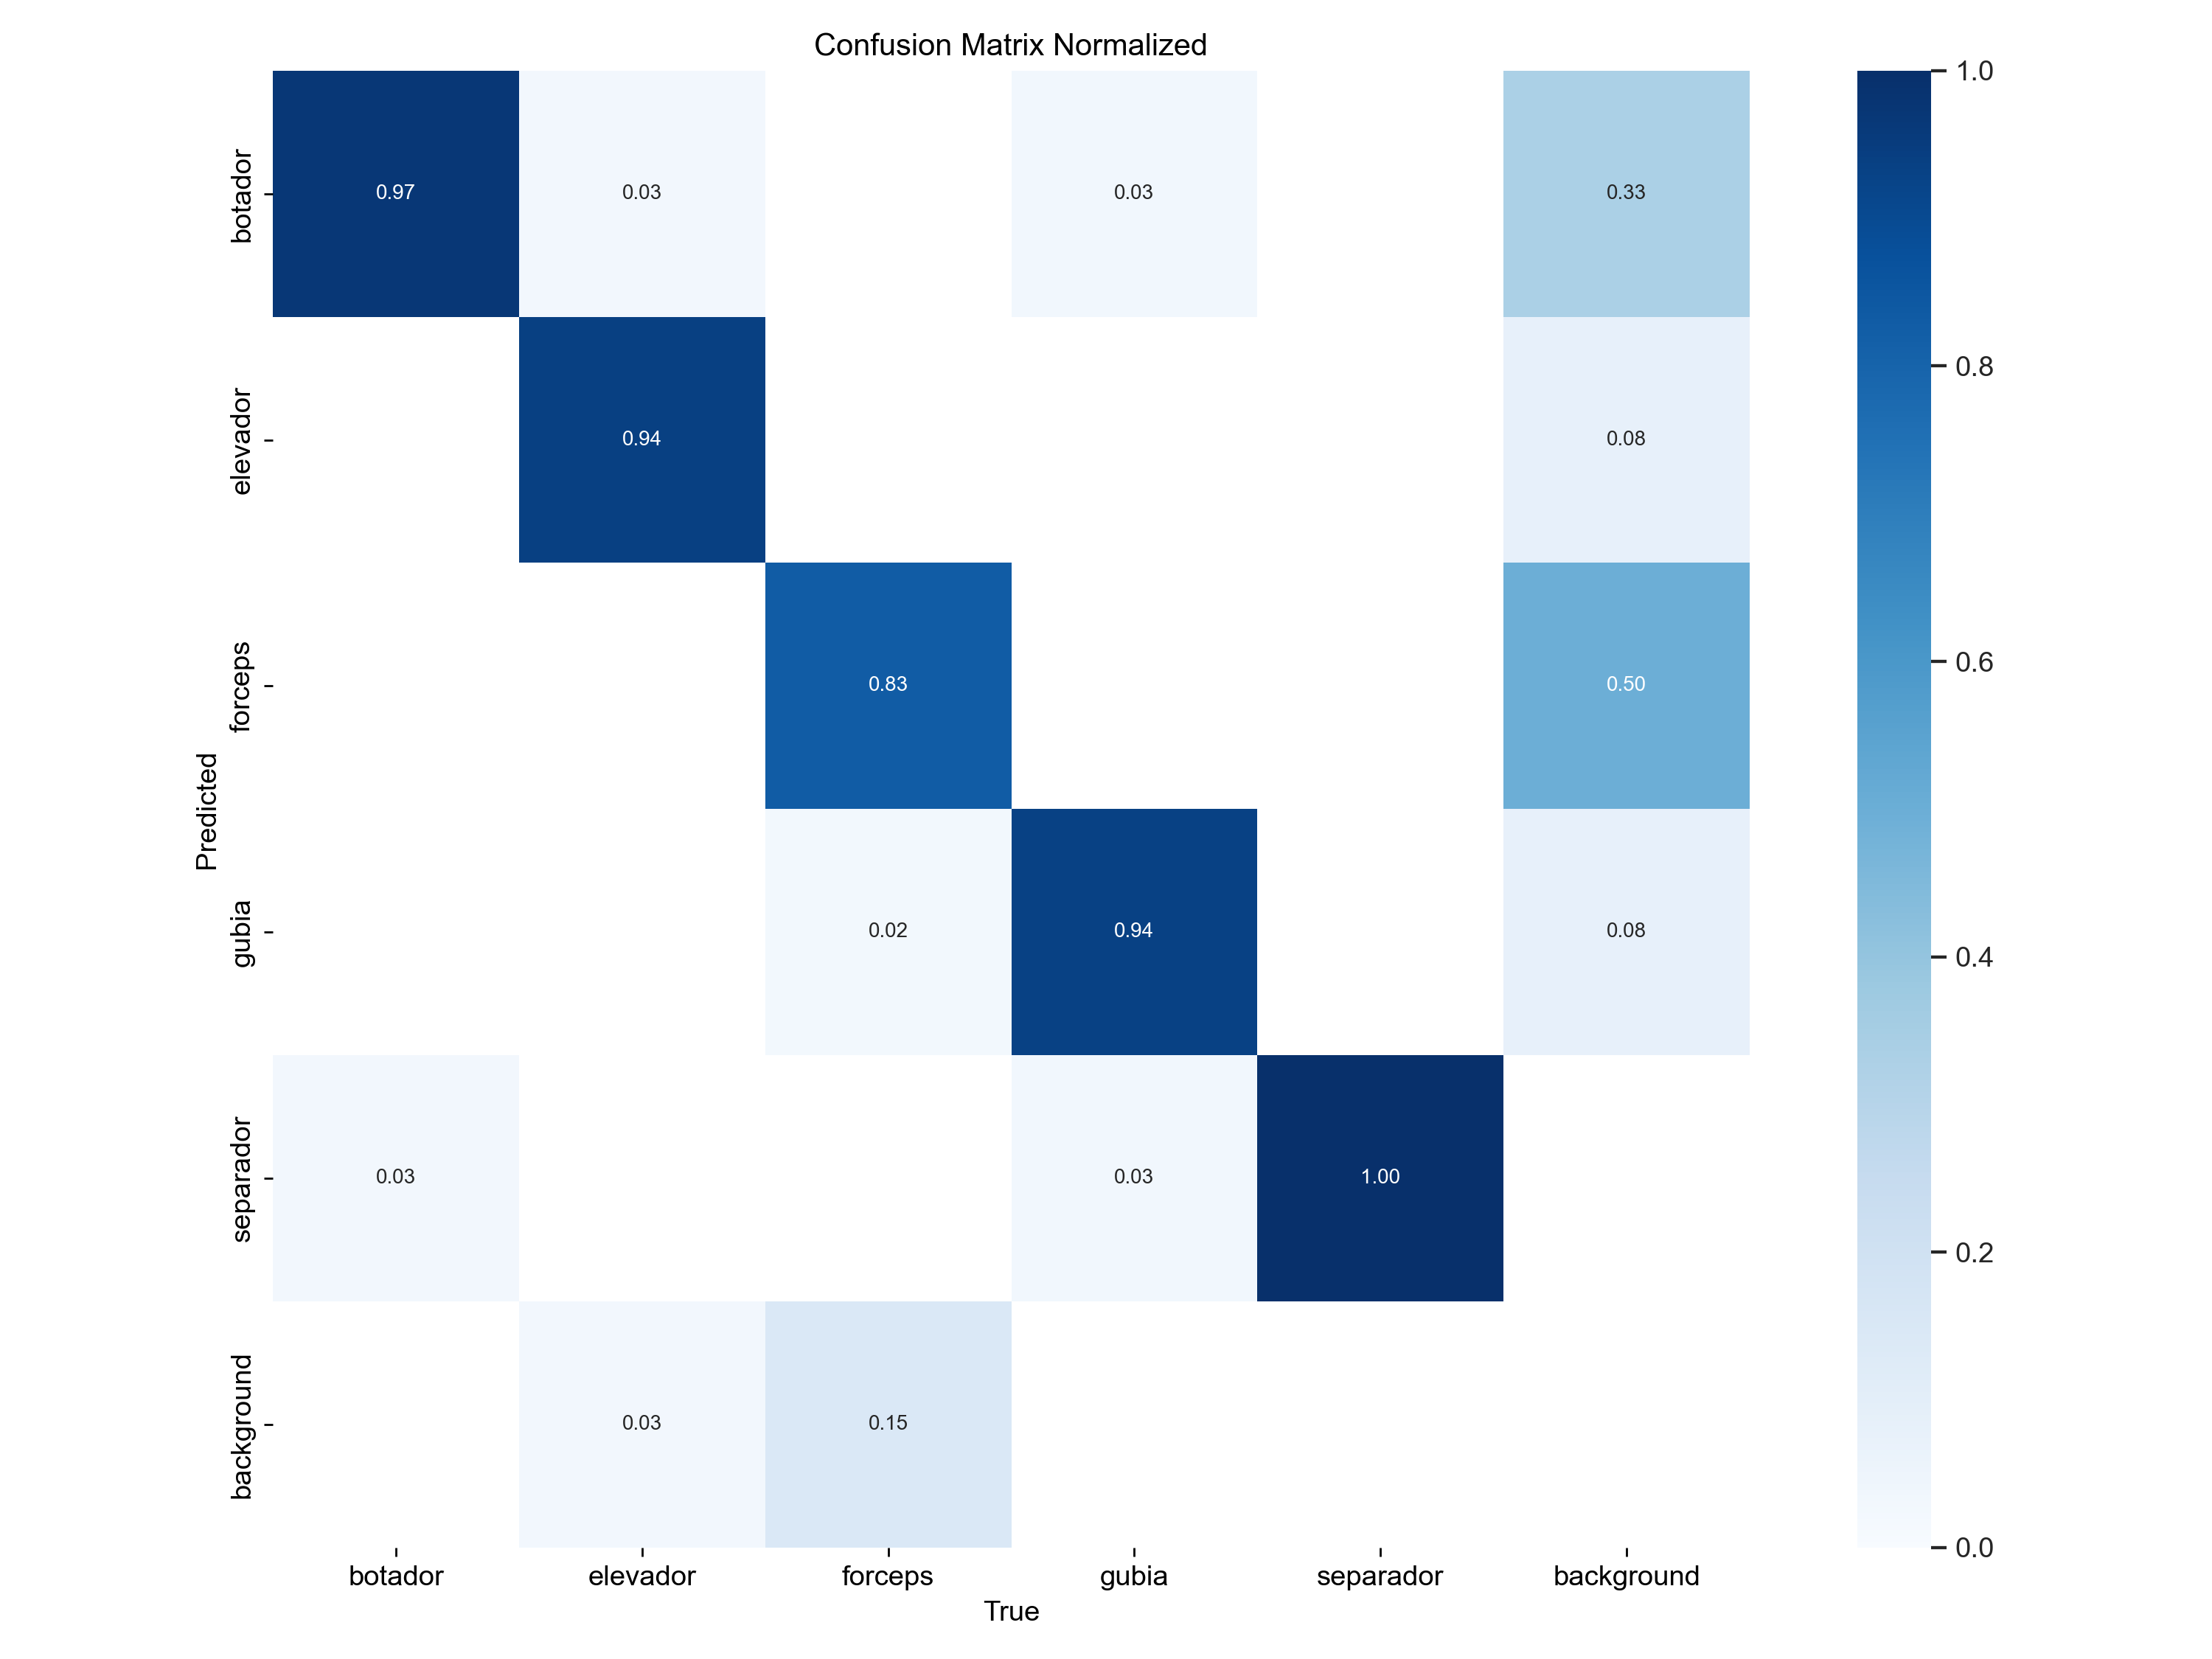 Confusion Matrix Normalized
botador 0.97 0.03 0.03 0.33
elevador 0.94 0.08
forceps 0.83 0.50
gubia 0.02 0.94 0.08
separador 0.03 0.03 1.00
background 0.03 0.15
botador elevador forceps gubia separador background
True
Predicted
1.0
0.8
0.6
0.4
0.2
0.0